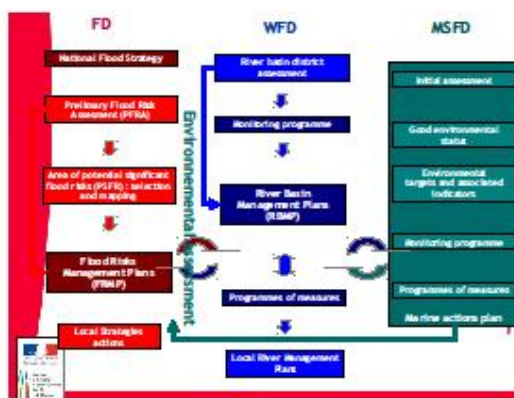 FD
WFD
MSFD
National Flood Strategy
Prelimary Flood Risk
Assessment (PFRA)
Area of potential significant
flood risks (PSFR) : selection
and mapping
Flood Risks
Management Plans
(FRMP)
Local Strategies
actions
Environnemental Assessment
River basin district
assessment
Monitoring programme
River Basin
Management Plans
(RBMP)
Programmes of measures
Local River Management
Plans
Initial assessment
Good environmental
status
Environmental
targets and associated
indicators
Monitoring programme
Programmes of measures
Marine actions plan